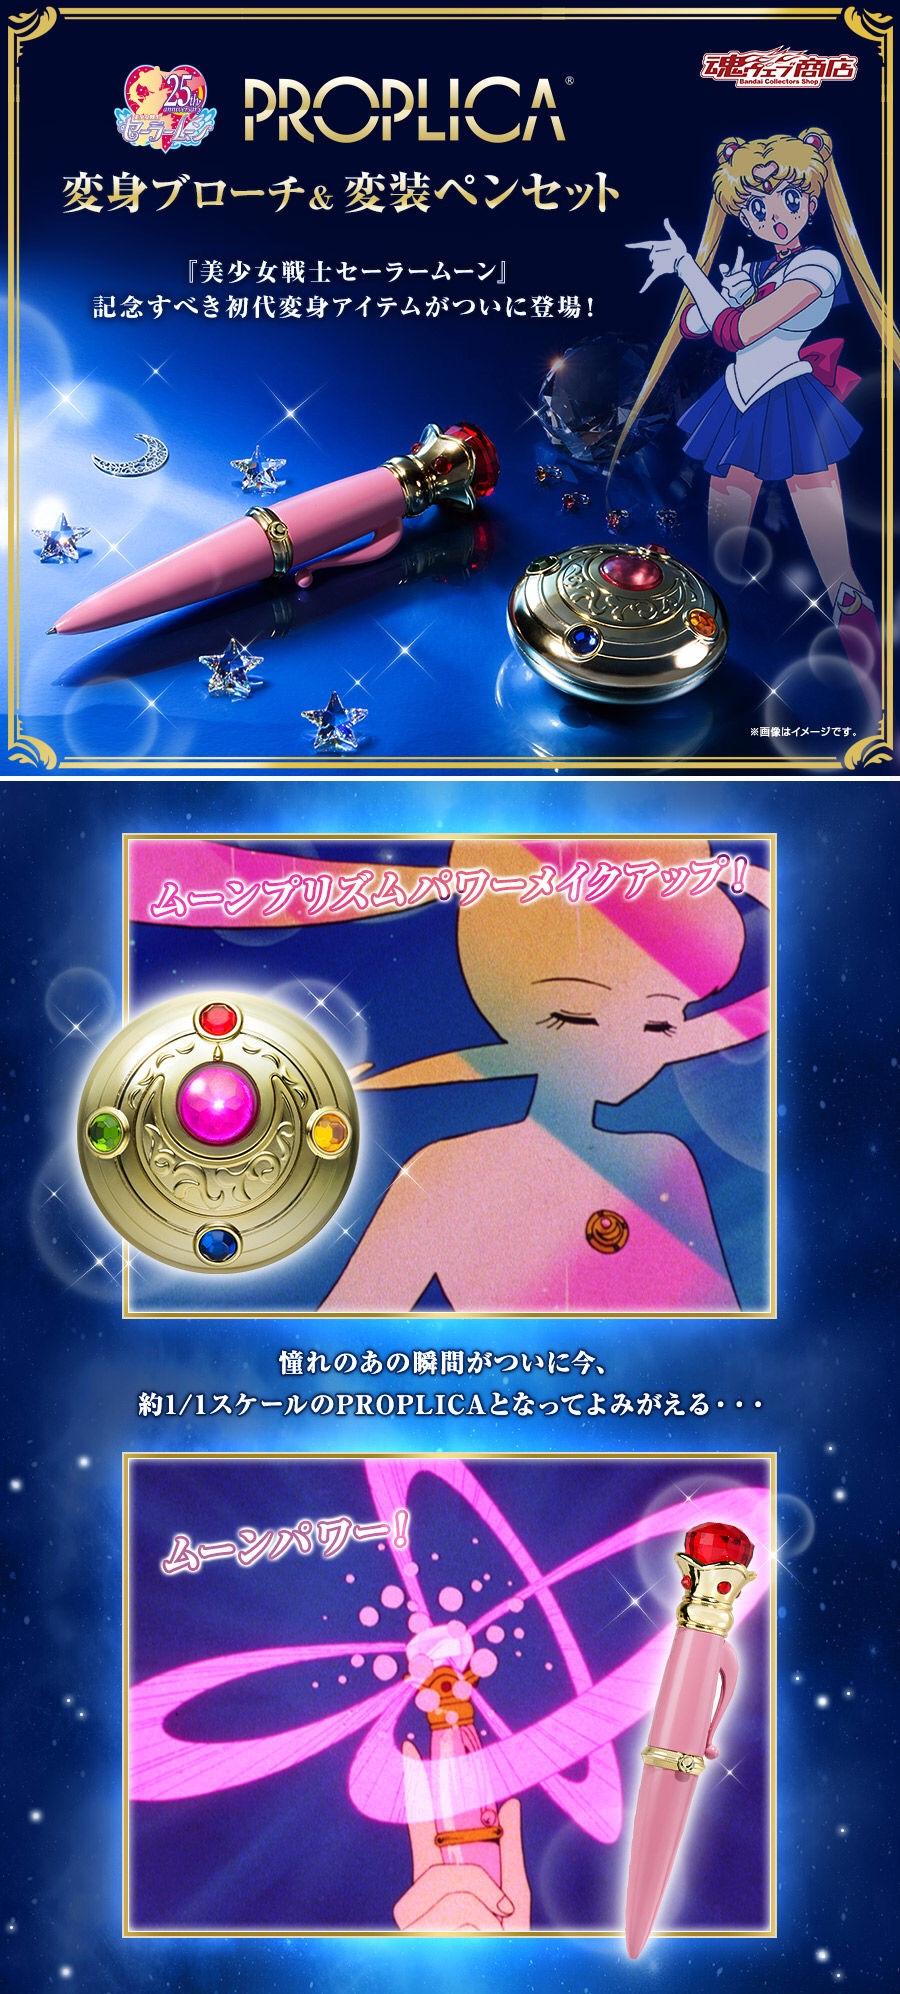 25th
anniversary
美少女戦士
セーラームーン
PROPLICA®
魂ウェブ商店
Bandai Collectors Shop
変身ブローチ&変装ペンセット
『美少女戦士セーラームーン』
記念すべき初代変身アイテムがついに登場!
※画像はイメージです。
ムーンプリズムパワーメイクアップ!
憧れのあの瞬間がついに今、
約1/1スケールのPROPLICAとなってよみがえる・・・
ムーンパワー!